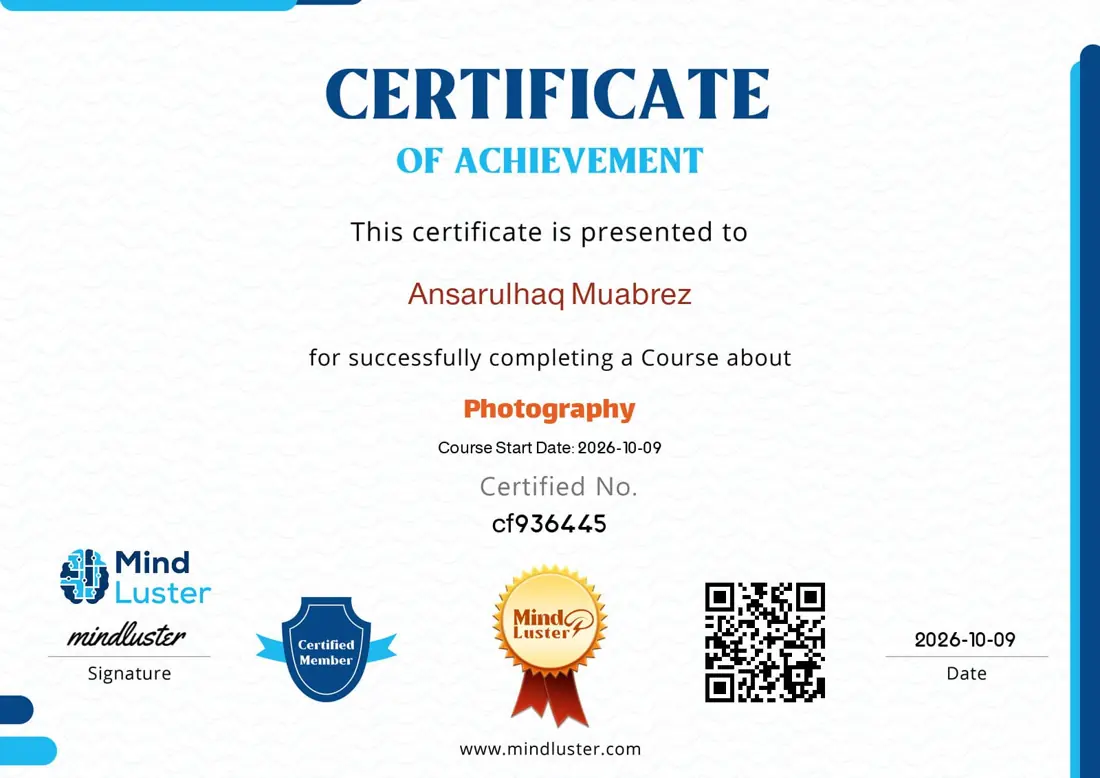 CERTIFICATE
OF ACHIEVEMENT
This certificate is presented to
Ansarulhaq Muabrez
for successfully completing a Course about
Photography
Course Start Date: 2026-10-09
Certified No.
cf936445
Mind
Luster
mindluster
Signature
Certified
Member
Mind
Luster
2026-10-09
Date
www.mindluster.com